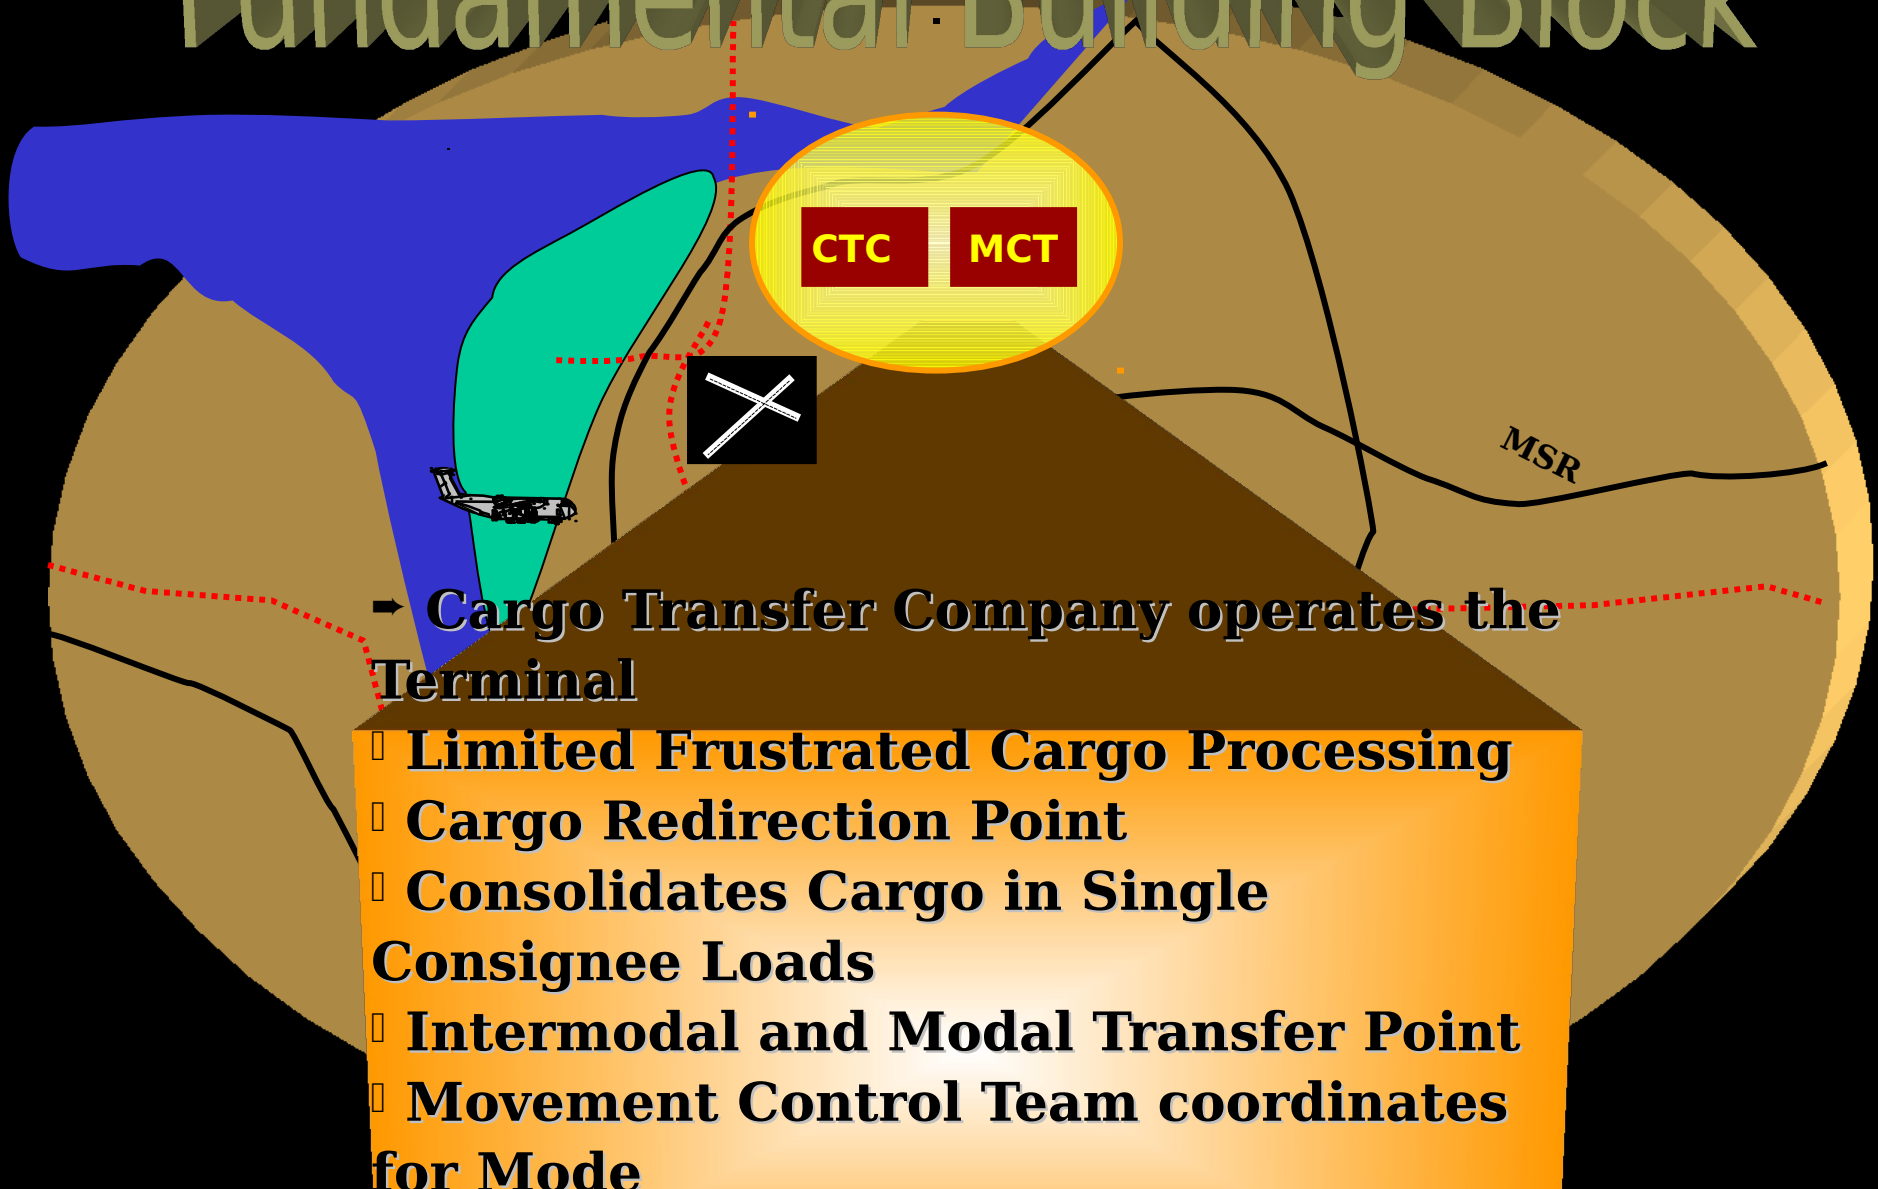 Fundamental Building Block
CTC MCT
MSR
➨ Cargo Transfer Company operates the
Terminal
Limited Frustrated Cargo Processing
Cargo Redirection Point
Consolidates Cargo in Single
Consignee Loads
Intermodal and Modal Transfer Point
Movement Control Team coordinates
for Mode